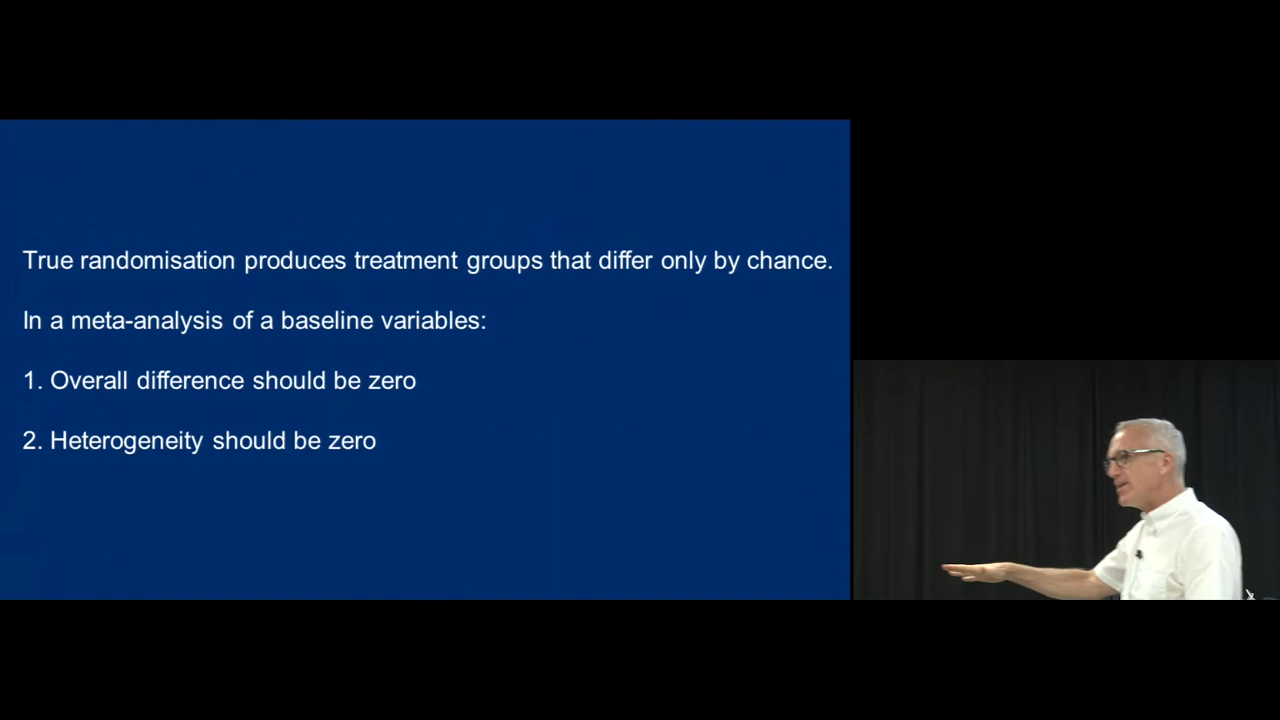 True randomisation produces treatment groups that differ only by chance.
In a meta-analysis of a baseline variables:
1. Overall difference should be zero
2. Heterogeneity should be zero